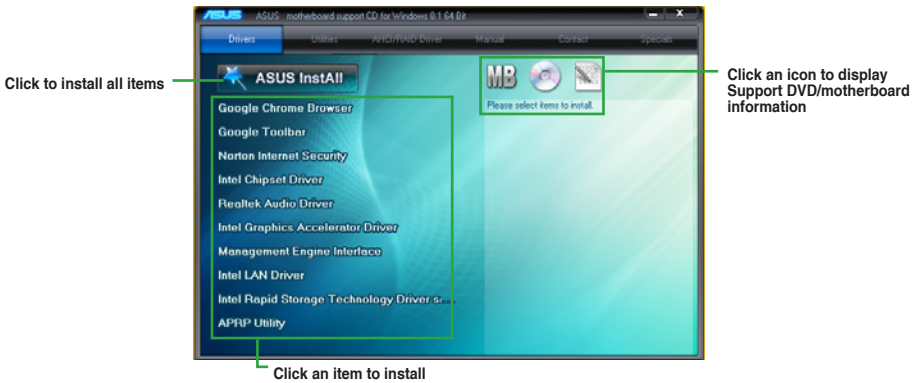 ASUS ASUS motherboard support CD for Windows 8.1 64 Bit
Drivers Utilities AHCI/RAID Driver Manual Contact Specials
Click to install all items
ASUS InstAll
MB
Please select items to install.
Click an icon to display
Support DVD/motherboard
information
Google Chrome Browser
Google Toolbar
Norton Internet Security
Intel Chipset Driver
Realtek Audio Driver
Intel Graphics Accelerator Driver
Management Engine Interface
Intel LAN Driver
Intel Rapid Storage Technology Driver s....
APRP Utility
Click an item to install